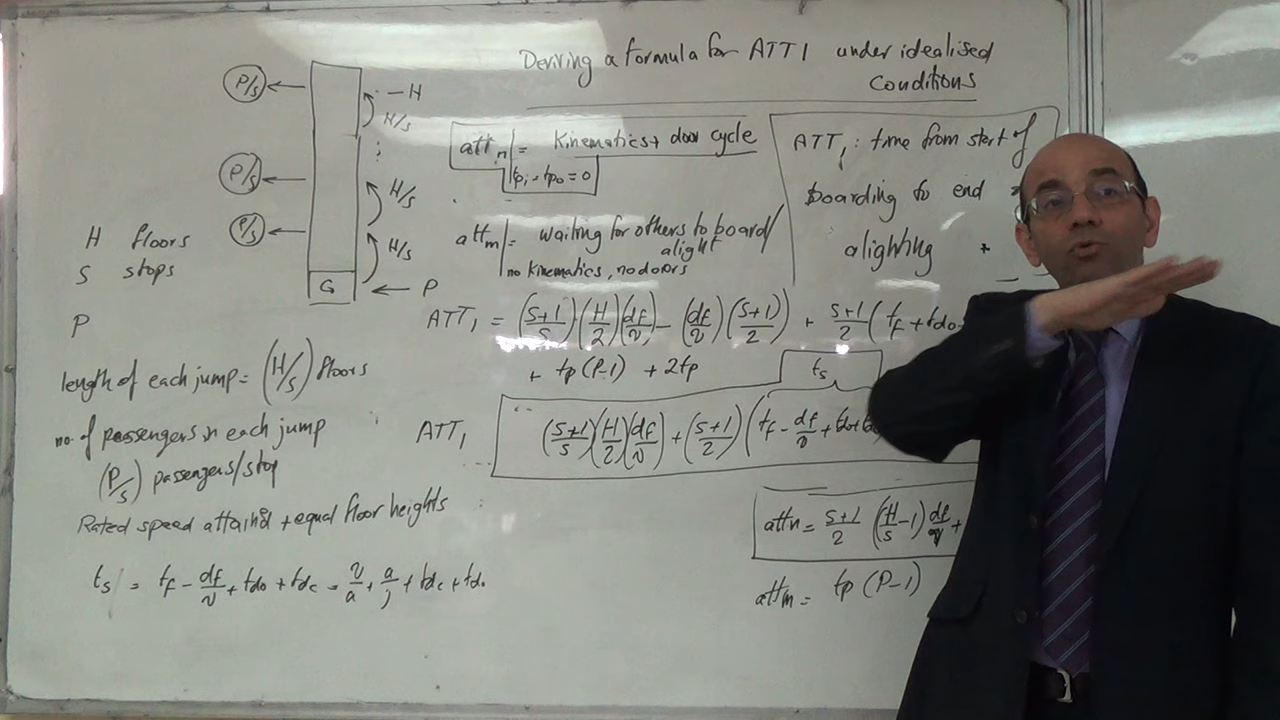 Deriving a formula for ATT1 under idealised
conditions
P/S
P/S
P/S
- H
H/S
H/S
H/S
G
P
H floors
S stops
P
length of each jump = (H/S) floors
no. of passengers in each jump
(P/S) passengers/stop
Rated speed attained + equal floor heights
ts = tf - df/v + tdo + tdc = v/a + a/j + tdc + tdo
att n | = Kinematics + door cycle
tpi = tpo = 0
att m | = waiting for others to board/
alight
no kinematics, no doors
ATT1 : time from start of
boarding to end
alighting
ATT1 = (S+1/S)(H/2)(df/v) - (df/v)(S+1/2) + S+1/2 (tf + tdo
+ tp(P-1) + 2tp
ts
ATT1 (S+1/S)(H/2)(df/v) + (S+1/2)(tf - df/v + tdo +
att n = S+1/2 (H/S - 1) df/v +
att m = tp (P-1)